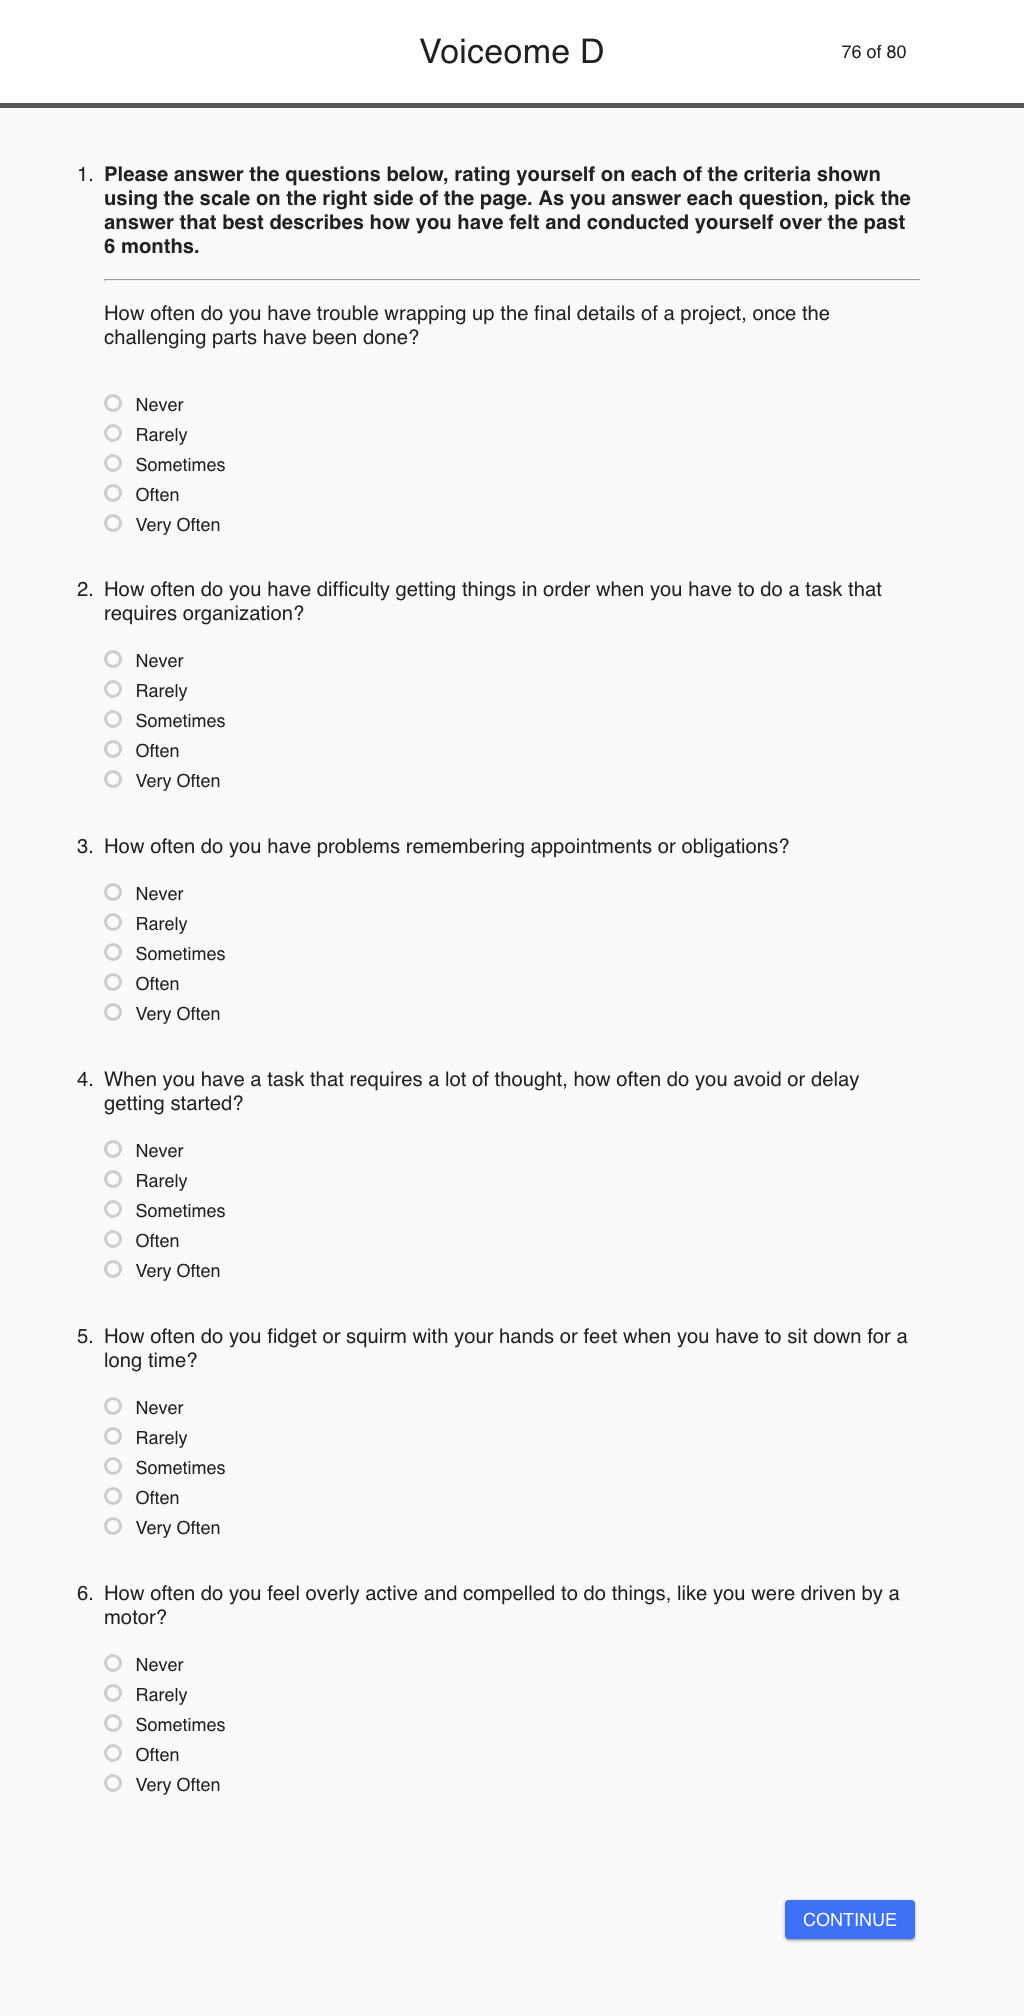 Voiceome D
76 of 80
1. Please answer the questions below, rating yourself on each of the criteria shown
using the scale on the right side of the page. As you answer each question, pick the
answer that best describes how you have felt and conducted yourself over the past
6 months.
How often do you have trouble wrapping up the final details of a project, once the
challenging parts have been done?
Never
Rarely
Sometimes
Often
Very Often
2. How often do you have difficulty getting things in order when you have to do a task that
requires organization?
Never
Rarely
Sometimes
Often
Very Often
3. How often do you have problems remembering appointments or obligations?
Never
Rarely
Sometimes
Often
Very Often
4. When you have a task that requires a lot of thought, how often do you avoid or delay
getting started?
Never
Rarely
Sometimes
Often
Very Often
5. How often do you fidget or squirm with your hands or feet when you have to sit down for a
long time?
Never
Rarely
Sometimes
Often
Very Often
6. How often do you feel overly active and compelled to do things, like you were driven by a
motor?
Never
Rarely
Sometimes
Often
Very Often
CONTINUE